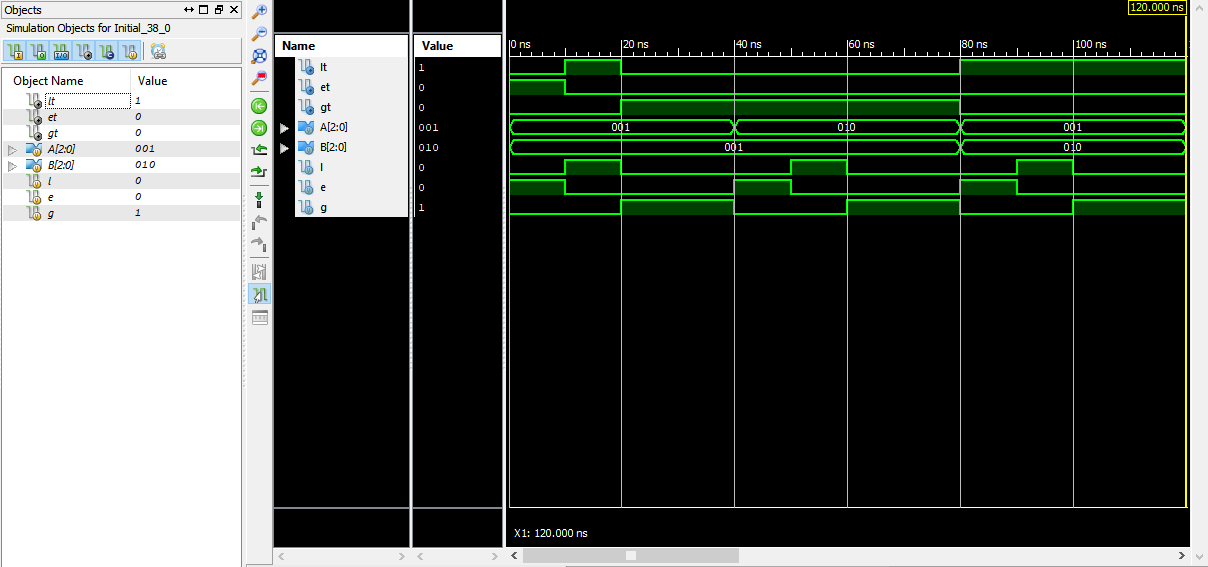 Objects
Simulation Objects for Initial_38_0
Object Name Value
lt 1
et 0
gt 0
A[2:0] 001
B[2:0] 010
l 0
e 0
g 1
Name Value
lt 1
et 0
gt 0
A[2:0] 001
B[2:0] 010
l 0
e 0
g 1
120.000 ns
0 ns 20 ns 40 ns 60 ns 80 ns 100 ns
001 010 001
001 010
X1: 120.000 ns